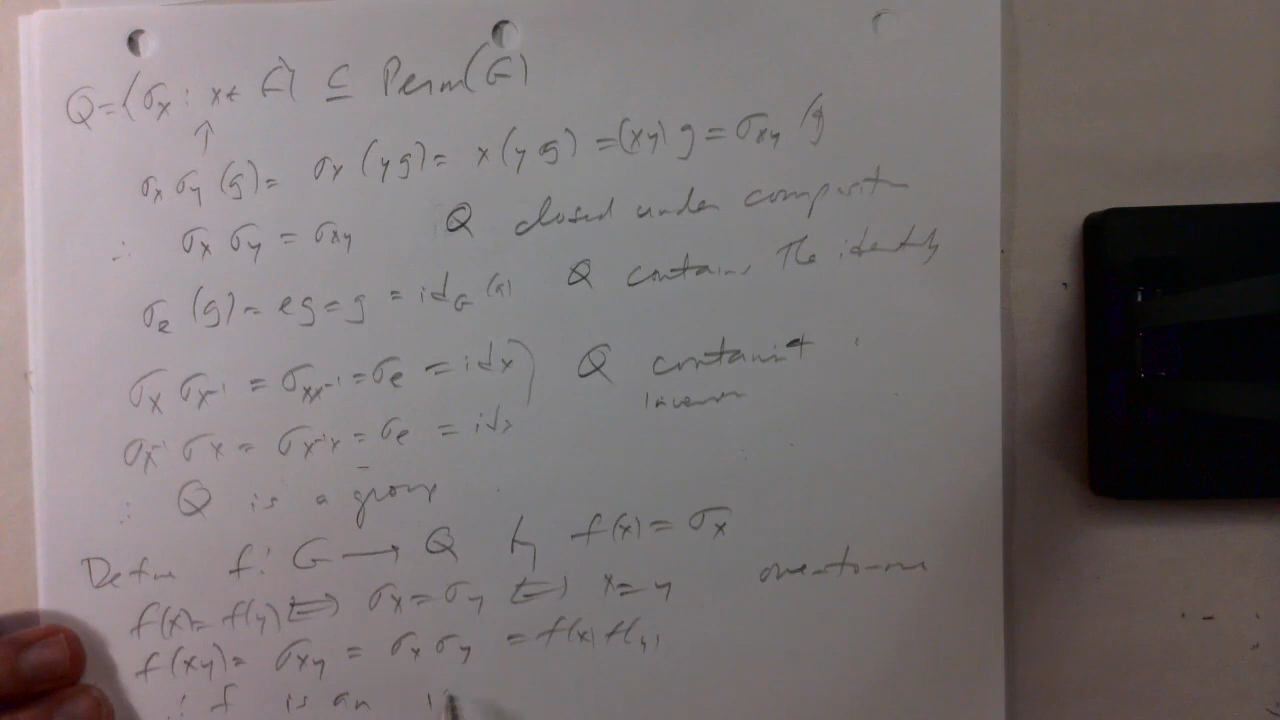 Q = {σx : x ∈ G} ⊆ Perm(G)
↑
σx σy (g) = σx (yg) = x(yg) = (xy) g = σxy (g
∴ σx σy = σxy Q closed under composit
σe (g) = eg = g = idG (g) Q contains the identity
σx σx⁻¹ = σxx⁻¹ = σe = idx ) Q contains
inverses
σx⁻¹ σx = σx⁻¹x = σe = idx
∴ Q is a group
Define f: G → Q by f(x) = σx
f(x) = f(y) ⟺ σx = σy ⟺ x = y one-to-one
f(xy) = σxy = σx σy = f(x) f(y)
∴ f is an i